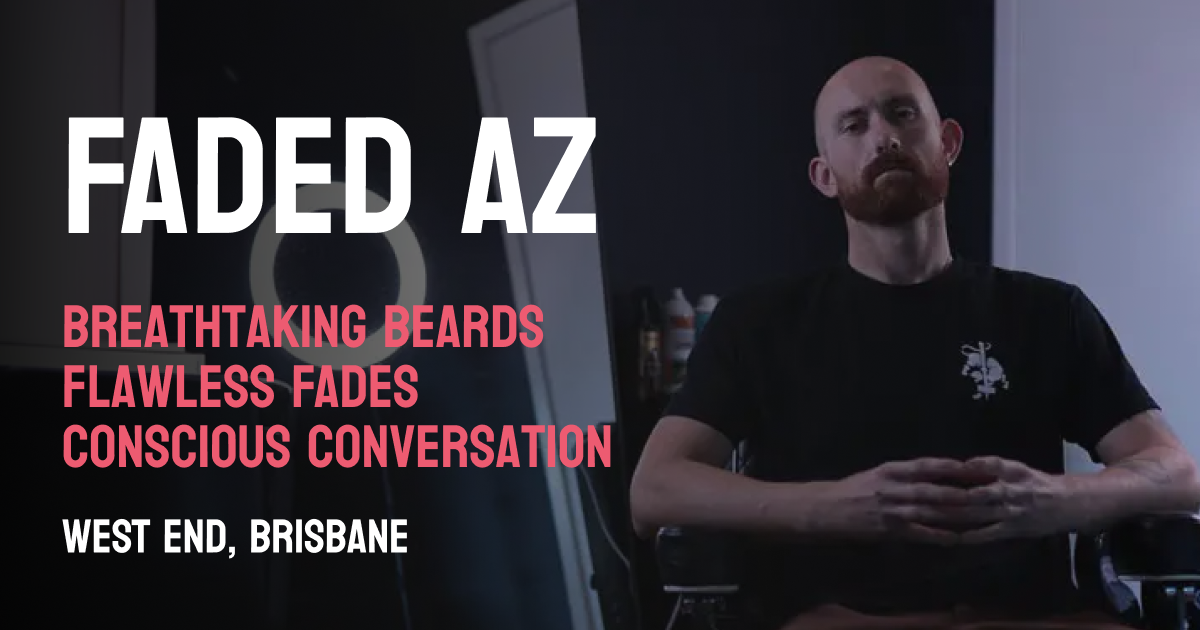 FADED AZ
BREATHTAKING BEARDS
FLAWLESS FADES
CONSCIOUS CONVERSATION
WEST END, BRISBANE